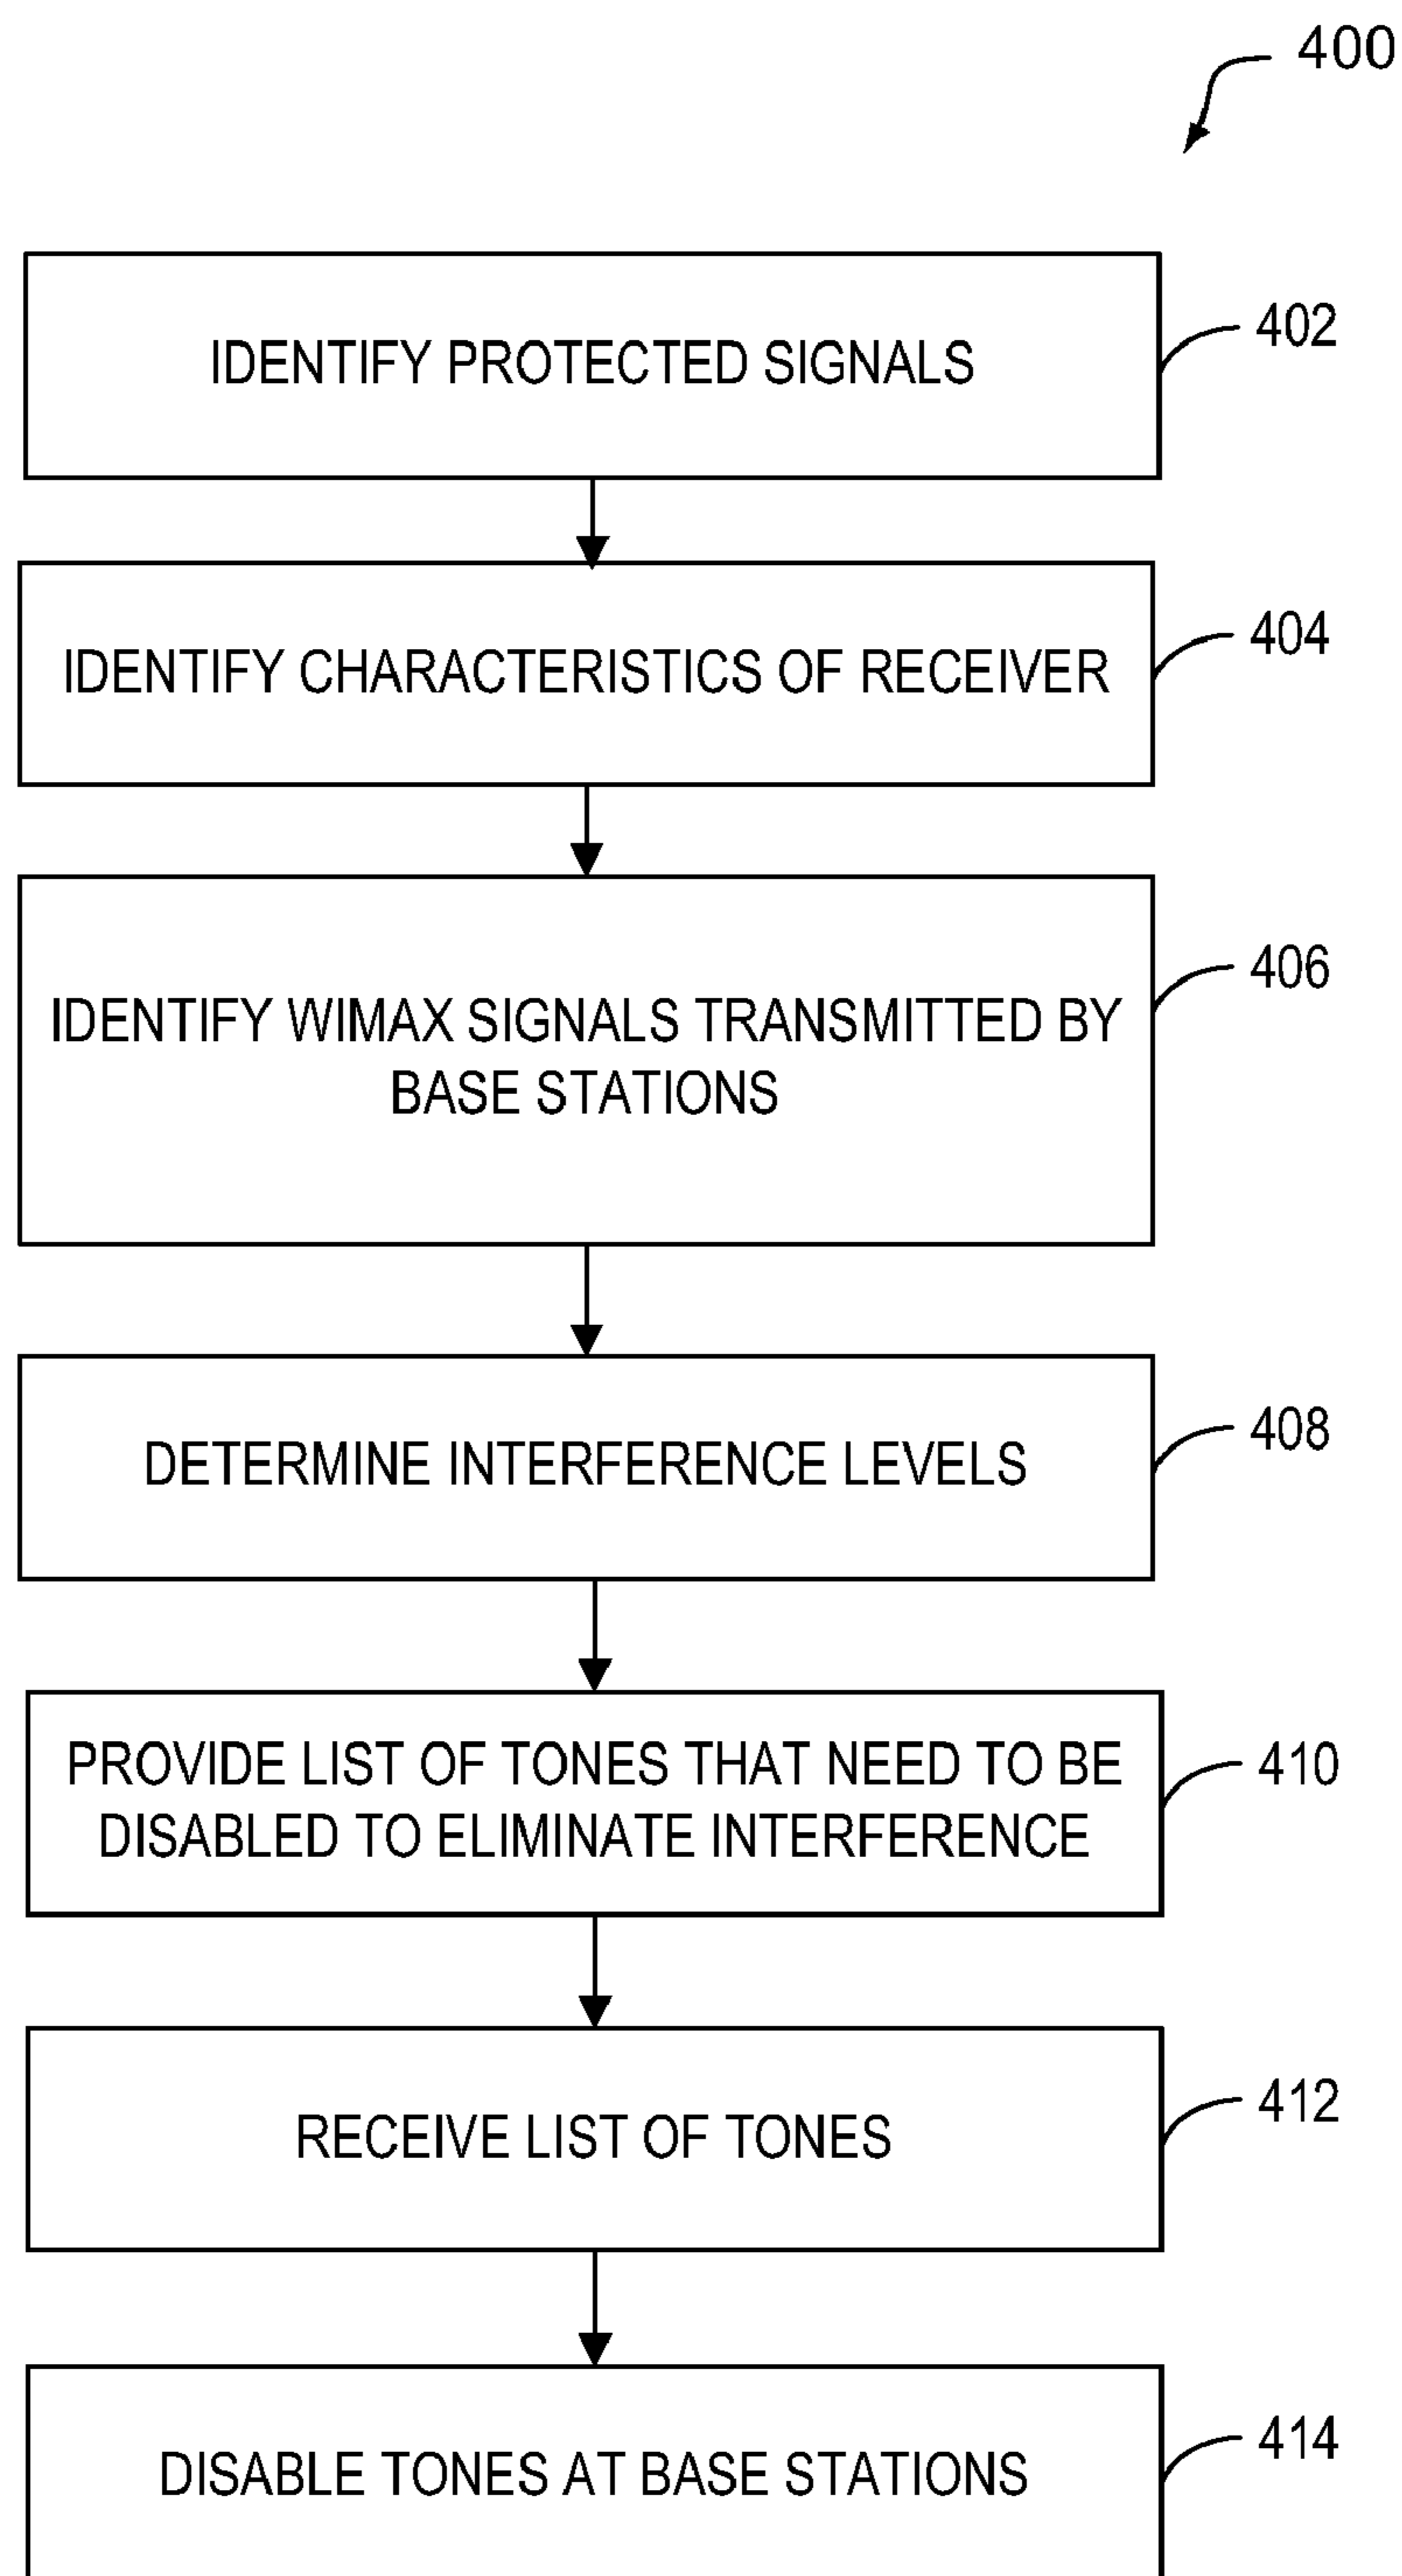 400
IDENTIFY PROTECTED SIGNALS
402
IDENTIFY CHARACTERISTICS OF RECEIVER
404
IDENTIFY WIMAX SIGNALS TRANSMITTED BY
BASE STATIONS
406
DETERMINE INTERFERENCE LEVELS
408
PROVIDE LIST OF TONES THAT NEED TO BE
DISABLED TO ELIMINATE INTERFERENCE
410
RECEIVE LIST OF TONES
412
DISABLE TONES AT BASE STATIONS
414